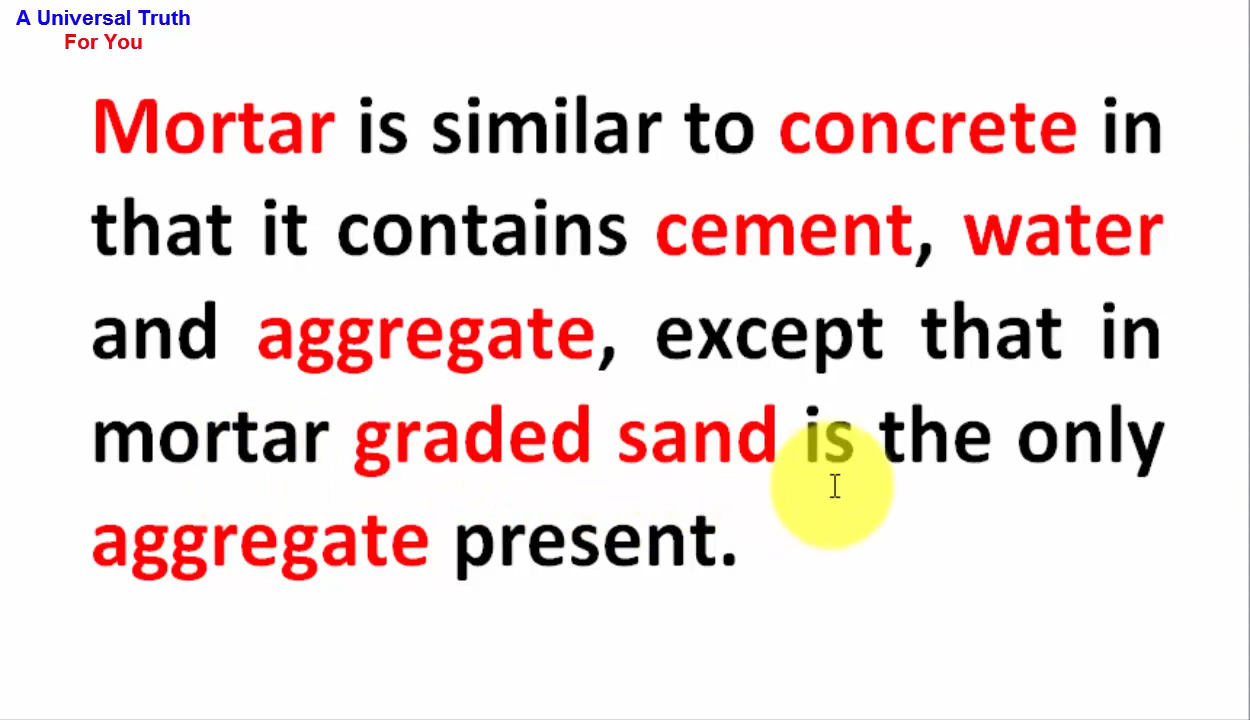 A Universal Truth
For You
Mortar is similar to concrete in
that it contains cement, water
and aggregate, except that in
mortar graded sand is the only
aggregate present.